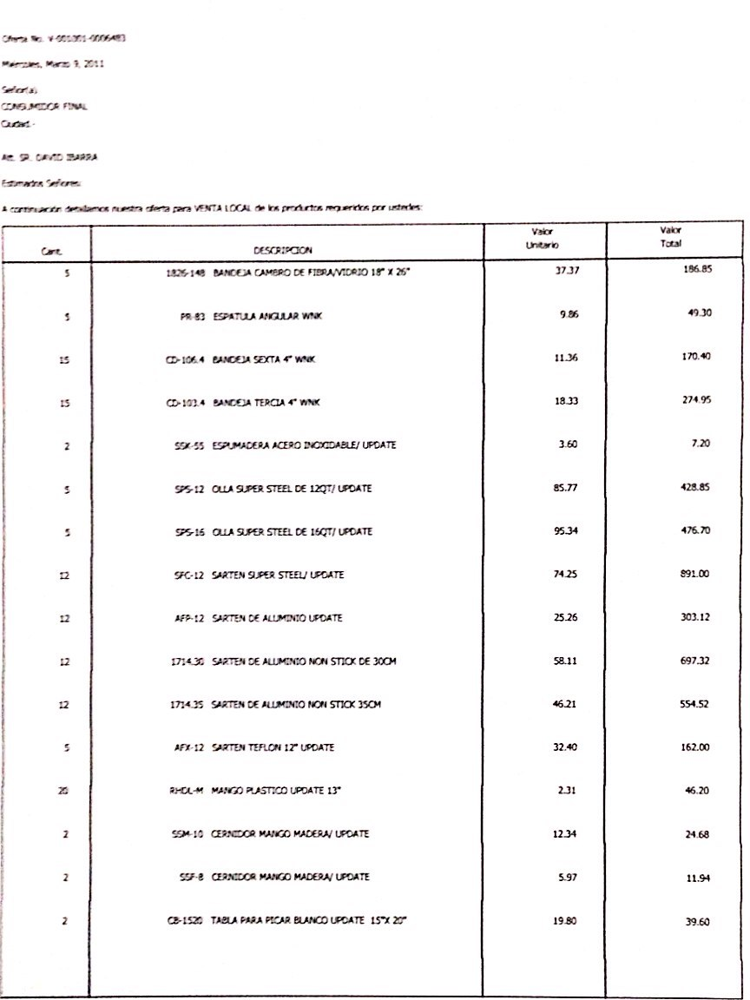 Oferta No. V-001001-0006483
Miércoles, Marzo 9, 2011
Señor(a).
CONSUMIDOR FINAL
Ciudad.-
Att. SR. DAVID IBARRA
Estimados Señores:
A continuación detallamos nuestra oferta para VENTA LOCAL de los productos requeridos por ustedes:
Cant. DESCRIPCION Valor Unitario Valor Total
5 1826-148 BANDEJA CAMBRO DE FIBRA/VIDRIO 18" X 26" 37.37 186.85
5 PR-83 ESPATULA ANGULAR WNK 9.86 49.30
15 CD-106.4 BANDEJA SEXTA 4" WNK 11.36 170.40
15 CD-103.4 BANDEJA TERCIA 4" WNK 18.33 274.95
2 SSK-55 ESPUMADERA ACERO INOXIDABLE/ UPDATE 3.60 7.20
5 SPS-12 OLLA SUPER STEEL DE 12QT/ UPDATE 85.77 428.85
5 SPS-16 OLLA SUPER STEEL DE 16QT/ UPDATE 95.34 476.70
12 SFC-12 SARTEN SUPER STEEL/ UPDATE 74.25 891.00
12 AFP-12 SARTEN DE ALUMINIO UPDATE 25.26 303.12
12 1714.30 SARTEN DE ALUMINIO NON STICK DE 30CM 58.11 697.32
12 1714.35 SARTEN DE ALUMINIO NON STICK 35CM 46.21 554.52
5 AFX-12 SARTEN TEFLON 12" UPDATE 32.40 162.00
20 RHDL-M MANGO PLASTICO UPDATE 13" 2.31 46.20
2 SSM-10 CERNIDOR MANGO MADERA/ UPDATE 12.34 24.68
2 SSF-8 CERNIDOR MANGO MADERA/ UPDATE 5.97 11.94
2 CB-1520 TABLA PARA PICAR BLANCO UPDATE 15"X 20" 19.80 39.60